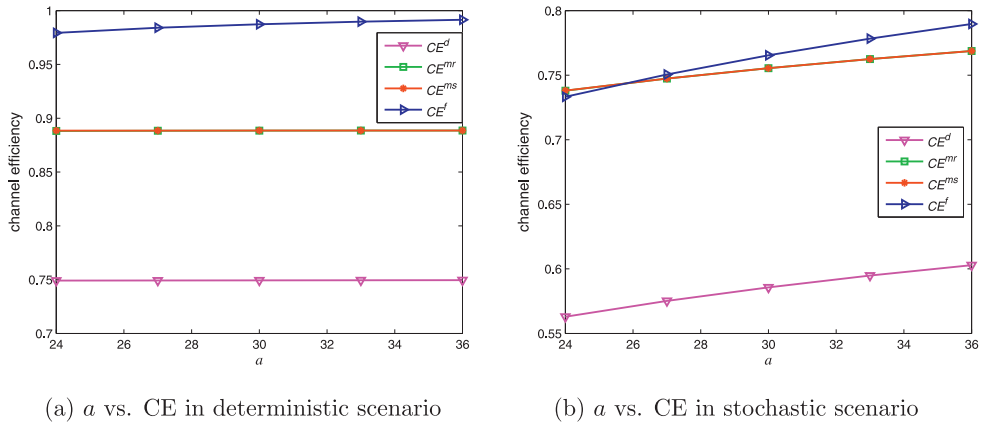 1
0.95
0.9
0.85
0.8
0.75
0.7
channel efficiency
24 26 28 30 32 34 36
a
CE^d
CE^mr
CE^ms
CE^f
(a) a vs. CE in deterministic scenario
0.8
0.75
0.7
0.65
0.6
0.55
channel efficiency
24 26 28 30 32 34 36
a
CE^d
CE^mr
CE^ms
CE^f
(b) a vs. CE in stochastic scenario